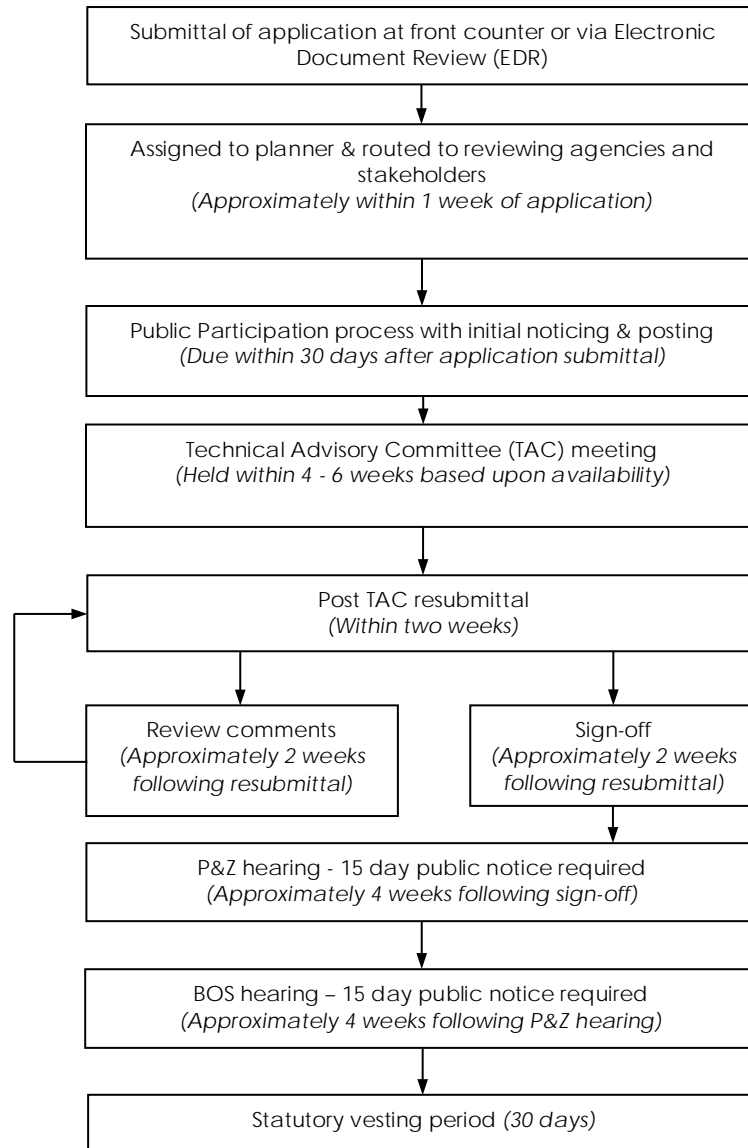 Submittal of application at front counter or via Electronic
Document Review (EDR)
Assigned to planner & routed to reviewing agencies and
stakeholders
(Approximately within 1 week of application)
Public Participation process with initial noticing & posting
(Due within 30 days after application submittal)
Technical Advisory Committee (TAC) meeting
(Held within 4 - 6 weeks based upon availability)
Post TAC resubmittal
(Within two weeks)
Review comments
(Approximately 2 weeks
following resubmittal)
Sign-off
(Approximately 2 weeks
following resubmittal)
P&Z hearing - 15 day public notice required
(Approximately 4 weeks following sign-off)
BOS hearing – 15 day public notice required
(Approximately 4 weeks following P&Z hearing)
Statutory vesting period (30 days)